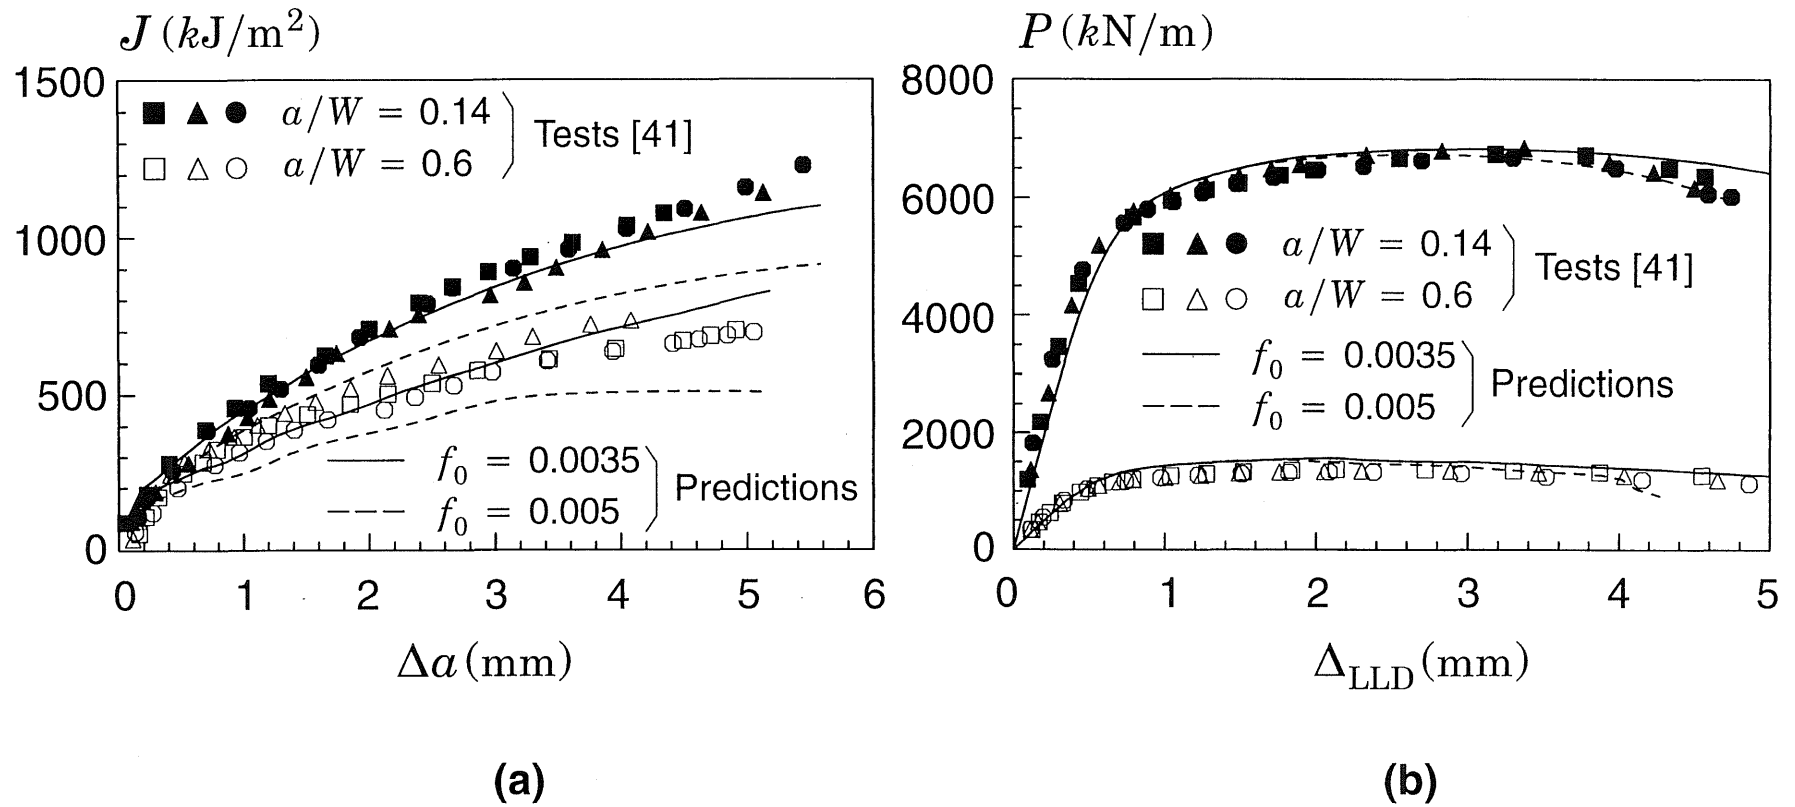 J (kJ/m²)
1500
1000
500
0
0 1 2 3 4 5 6
a/W = 0.14
a/W = 0.6
Tests [41]
f₀ = 0.0035
f₀ = 0.005
Predictions
Δa (mm)
(a)
P (kN/m)
8000
6000
4000
2000
0
0 1 2 3 4 5
a/W = 0.14
a/W = 0.6
Tests [41]
f₀ = 0.0035
f₀ = 0.005
Predictions
Δ_LLD (mm)
(b)